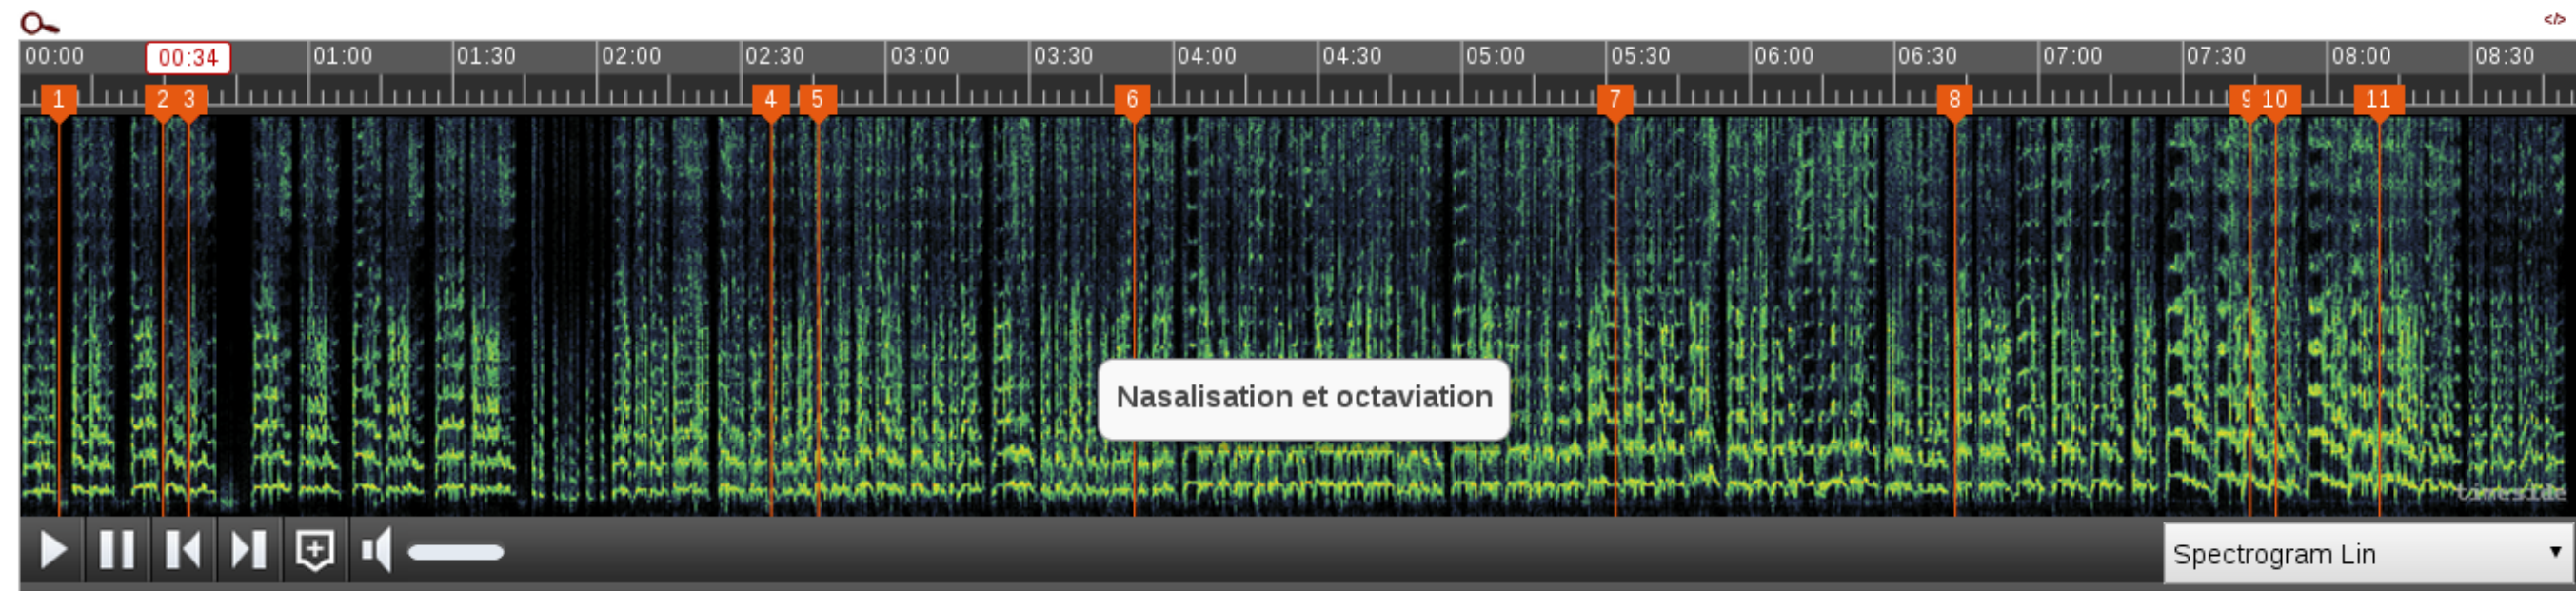 </>
00:00 00:34 01:00 01:30 02:00 02:30 03:00 03:30 04:00 04:30 05:00 05:30 06:00 06:30 07:00 07:30 08:00 08:30
1 2 3 4 5 6 7 8 9 10 11
Nasalisation et octaviation
Spectrogram Lin